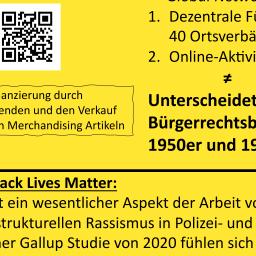 1. Dezentrale Fü
40 Ortsverbä
2. Online-Aktivi
≠
anzierung durch
enden und den Verkauf
n Merchandising Artikeln
Unterscheidet
Bürgerrechtsb
1950er und 19
ack Lives Matter:
t ein wesentlicher Aspekt der Arbeit vo
strukturellen Rassismus in Polizei- und
ner Gallup Studie von 2020 fühlen sich